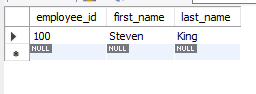 employee_id first_name last_name
100 Steven King
NULL NULL NULL